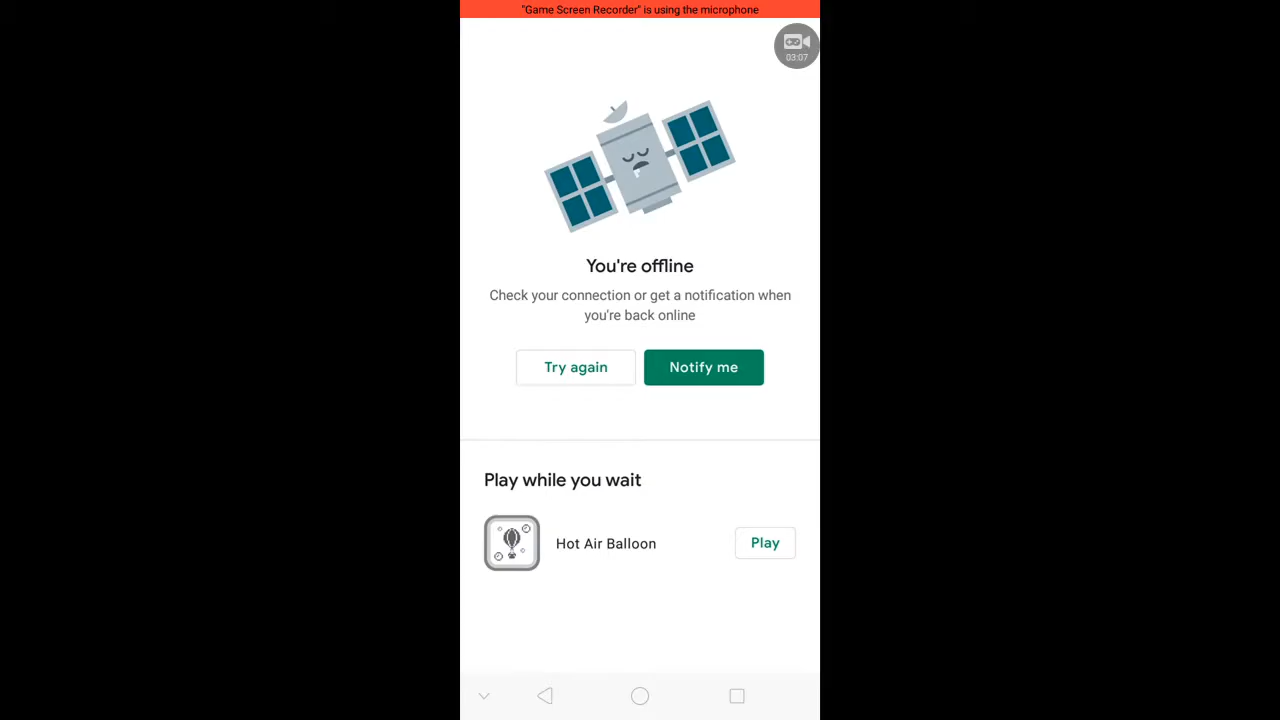 "Game Screen Recorder" is using the microphone
03:07
You're offline
Check your connection or get a notification when
you're back online
Try again
Notify me
Play while you wait
Hot Air Balloon
Play